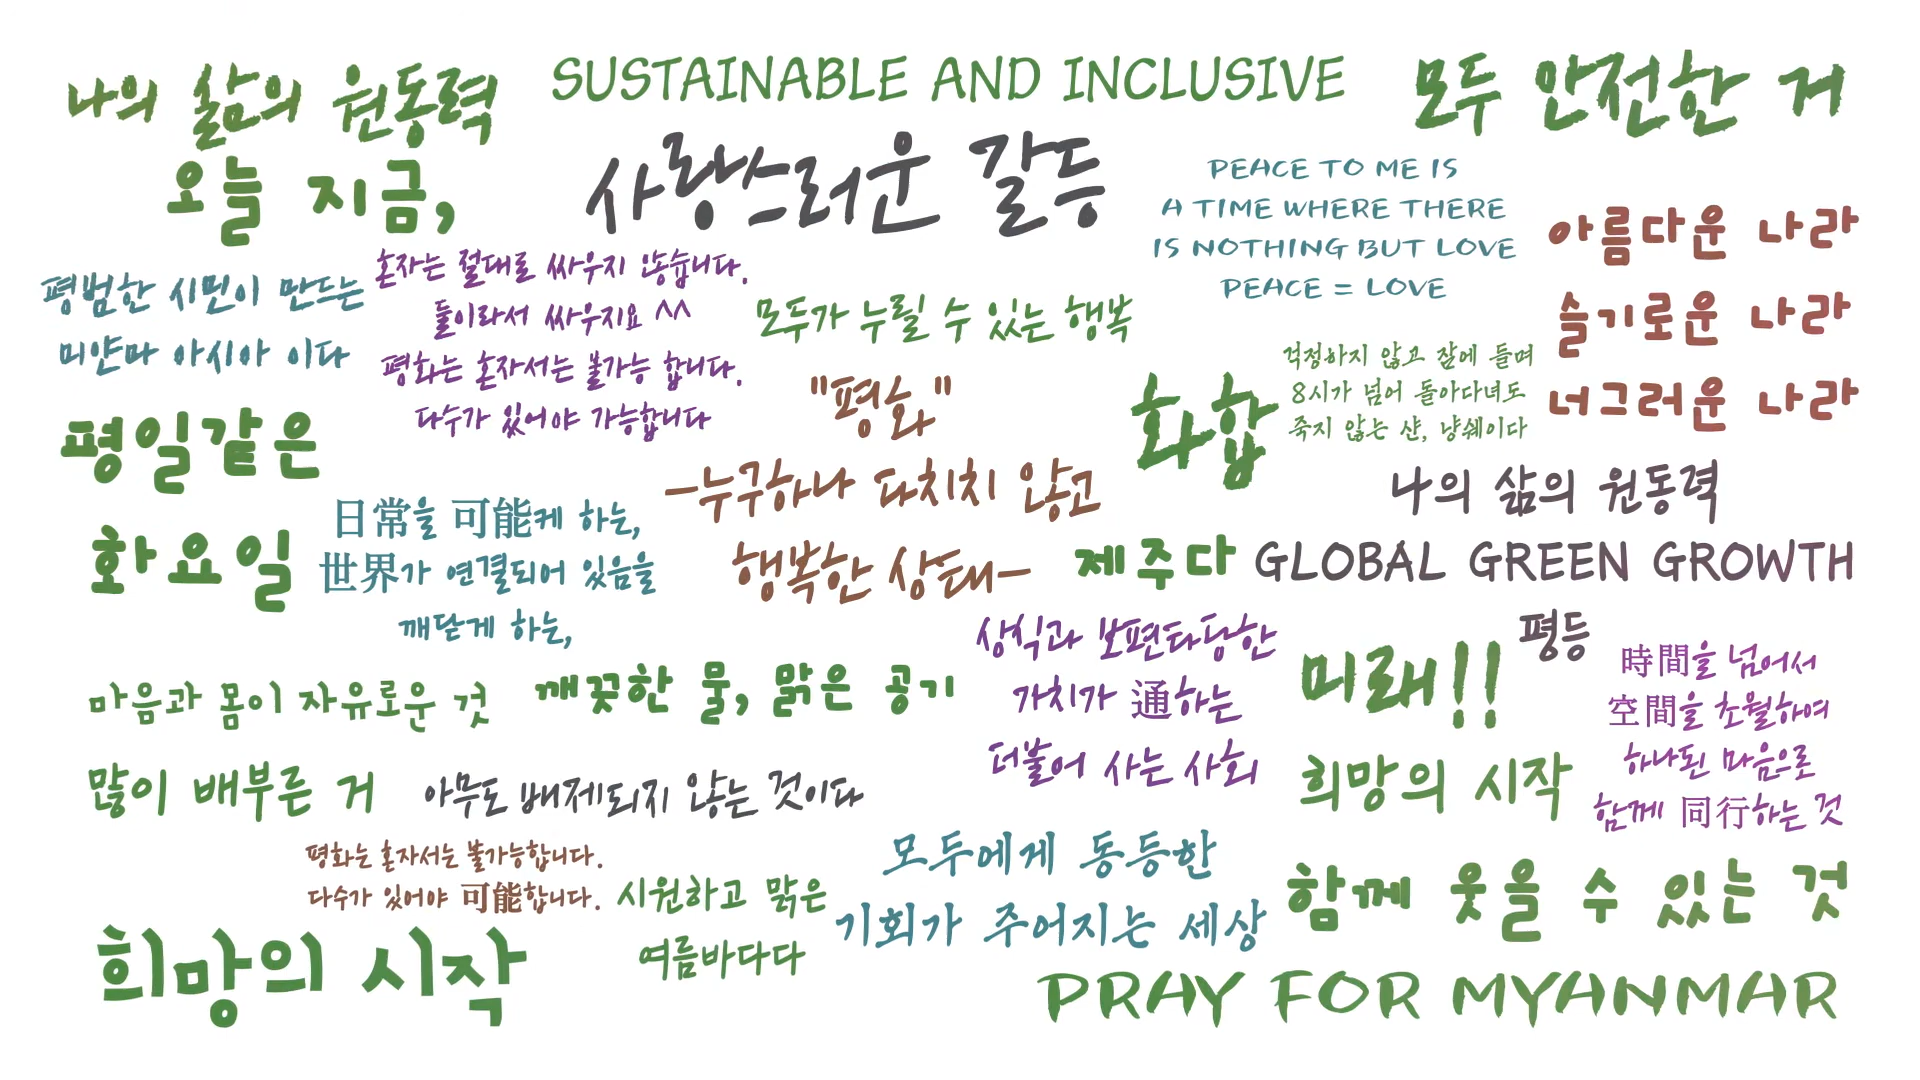 나의 삶의 원동력
SUSTAINABLE AND INCLUSIVE
모두 안전한 거
오늘 지금,
사랑스러운 갈등
PEACE TO ME IS
A TIME WHERE THERE
IS NOTHING BUT LOVE
PEACE = LOVE
아름다운 나라
슬기로운 나라
너그러운 나라
평범한 시민이 만드는
미얀마 아시아 이다
혼자는 절대로 싸우지 않습니다.
둘이라서 싸우지요 ^^
평화는 혼자서는 불가능 합니다.
다수가 있어야 가능합니다
모두가 누릴 수 있는 행복
"평화"
-누구하나 다치치 않고
행복한 상태-
화합
걱정하지 않고 잠에 들며
8시가 넘어 돌아다녀도
죽지 않는 샨, 냥쉐이다
평일같은
화요일
日常을 可能케 하는,
世界가 연결되어 있음을
깨닫게 하는,
나의 삶의 원동력
제주다
GLOBAL GREEN GROWTH
상식과 보편타당한
가치가 通하는
더불어 사는 사회
미래!!
평등
時間을 넘어서
空間을 초월하여
하나된 마음으로
함께 同行하는 것
마음과 몸이 자유로운 것
깨끗한 물, 맑은 공기
많이 배부른 거
아무도 배제되지 않는 것이다
희망의 시작
평화는 혼자서는 불가능합니다.
다수가 있어야 可能합니다.
시원하고 맑은
여름바다다
모두에게 동등한
기회가 주어지는 세상
함께 웃을 수 있는 것
희망의 시작
PRAY FOR MYANMAR